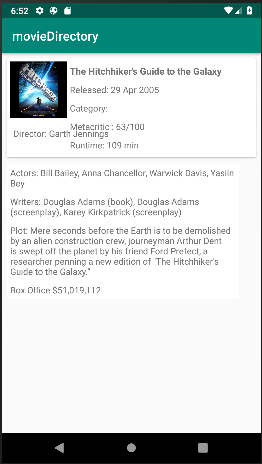 6:52
movieDirectory
The Hitchhiker's Guide to the Galaxy
Released: 29 Apr 2005
Category:
Metacritic : 63/100
Director: Garth Jennings
Runtime: 109 min
Actors: Bill Bailey, Anna Chancellor, Warwick Davis, Yasiin
Bey
Writers: Douglas Adams (book), Douglas Adams
(screenplay), Karey Kirkpatrick (screenplay)
Plot: Mere seconds before the Earth is to be demolished
by an alien construction crew, journeyman Arthur Dent
is swept off the planet by his friend Ford Prefect, a
researcher penning a new edition of "The Hitchhiker's
Guide to the Galaxy."
Box Office $51,019,112